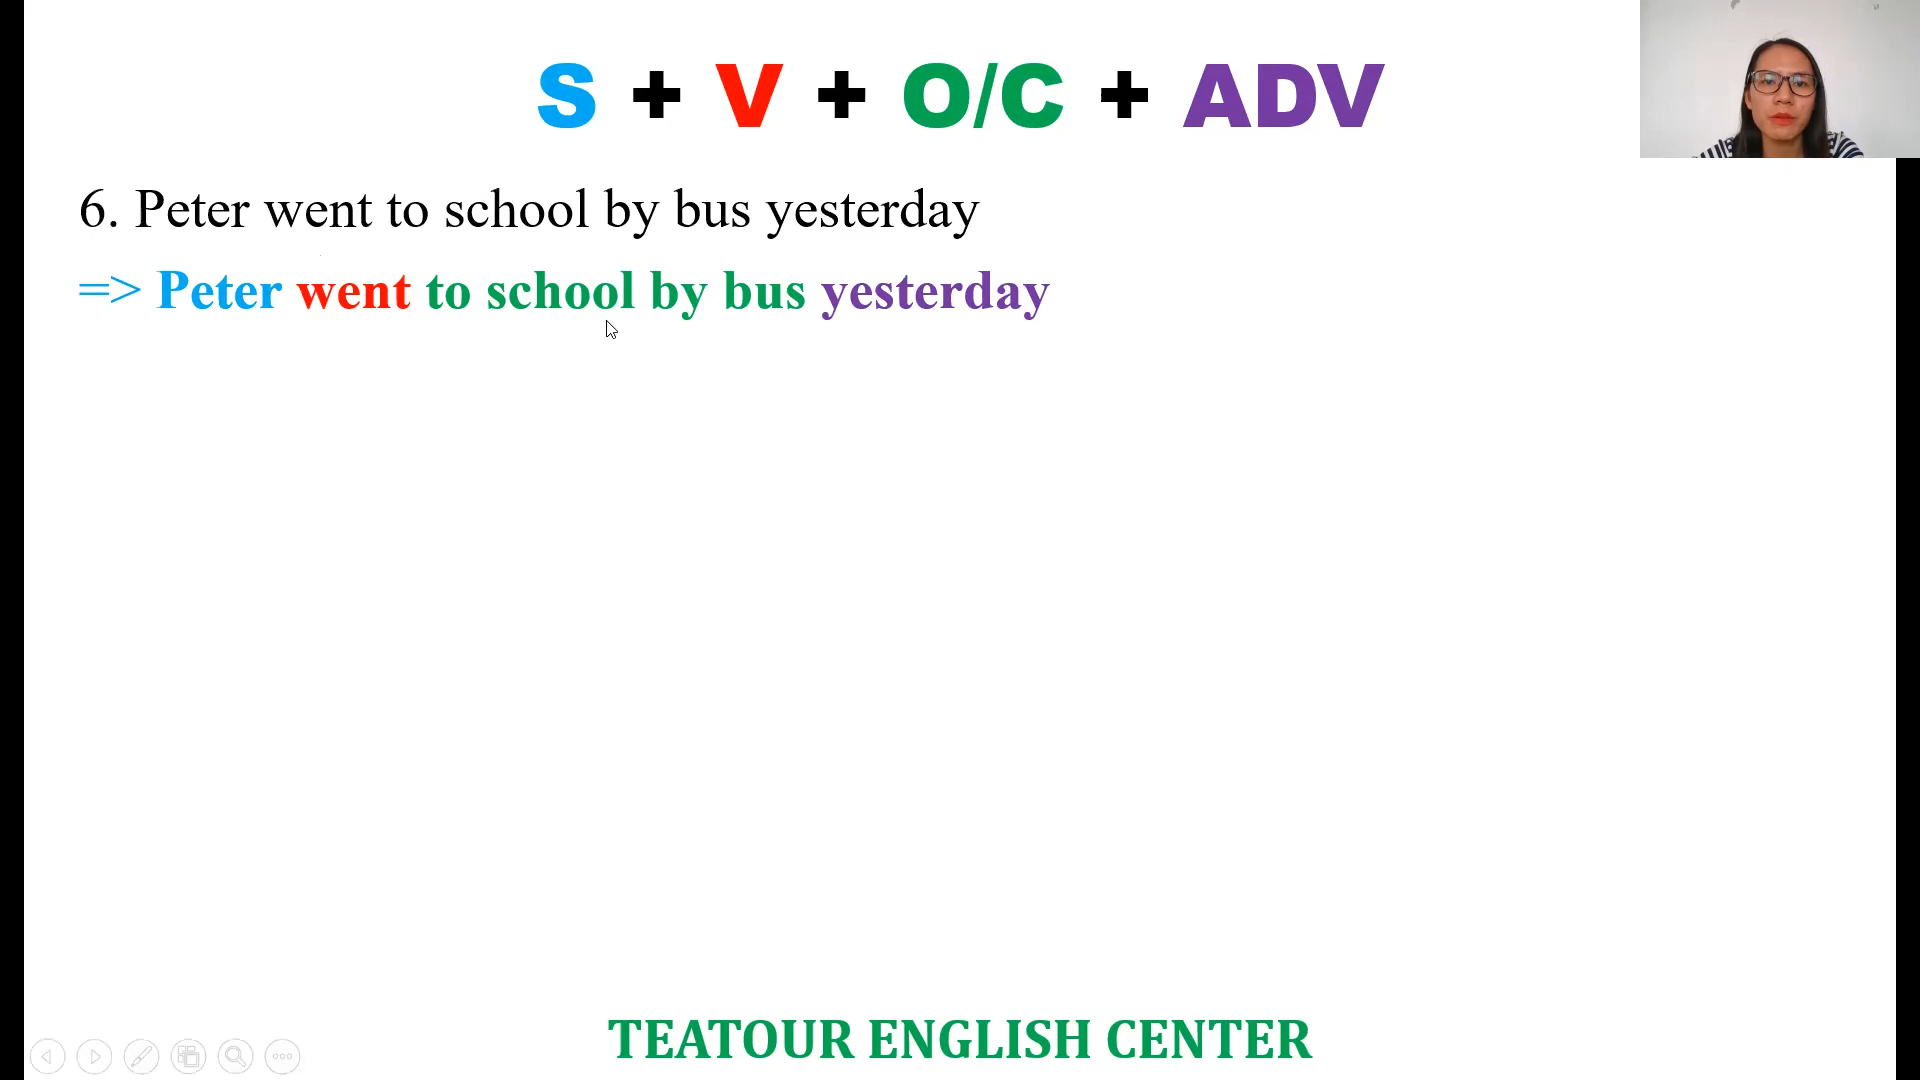 S + V + O/C + ADV
6. Peter went to school by bus yesterday
=> Peter went to school by bus yesterday
TEATOUR ENGLISH CENTER